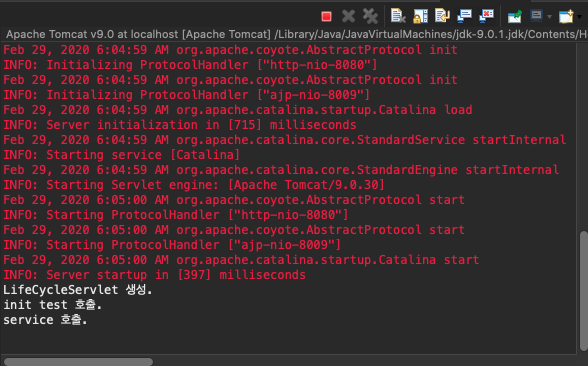 Apache Tomcat v9.0 at localhost [Apache Tomcat] /Library/Java/JavaVirtualMachines/jdk-9.0.1.jdk/Contents/H
Feb 29, 2020 6:04:59 AM org.apache.coyote.AbstractProtocol init
INFO: Initializing ProtocolHandler ["http-nio-8080"]
Feb 29, 2020 6:04:59 AM org.apache.coyote.AbstractProtocol init
INFO: Initializing ProtocolHandler ["ajp-nio-8009"]
Feb 29, 2020 6:04:59 AM org.apache.catalina.startup.Catalina load
INFO: Server initialization in [715] milliseconds
Feb 29, 2020 6:04:59 AM org.apache.catalina.core.StandardService startInternal
INFO: Starting service [Catalina]
Feb 29, 2020 6:04:59 AM org.apache.catalina.core.StandardEngine startInternal
INFO: Starting Servlet engine: [Apache Tomcat/9.0.30]
Feb 29, 2020 6:05:00 AM org.apache.coyote.AbstractProtocol start
INFO: Starting ProtocolHandler ["http-nio-8080"]
Feb 29, 2020 6:05:00 AM org.apache.coyote.AbstractProtocol start
INFO: Starting ProtocolHandler ["ajp-nio-8009"]
Feb 29, 2020 6:05:00 AM org.apache.catalina.startup.Catalina start
INFO: Server startup in [397] milliseconds
LifeCycleServlet 생성.
init test 호출.
service 호출.